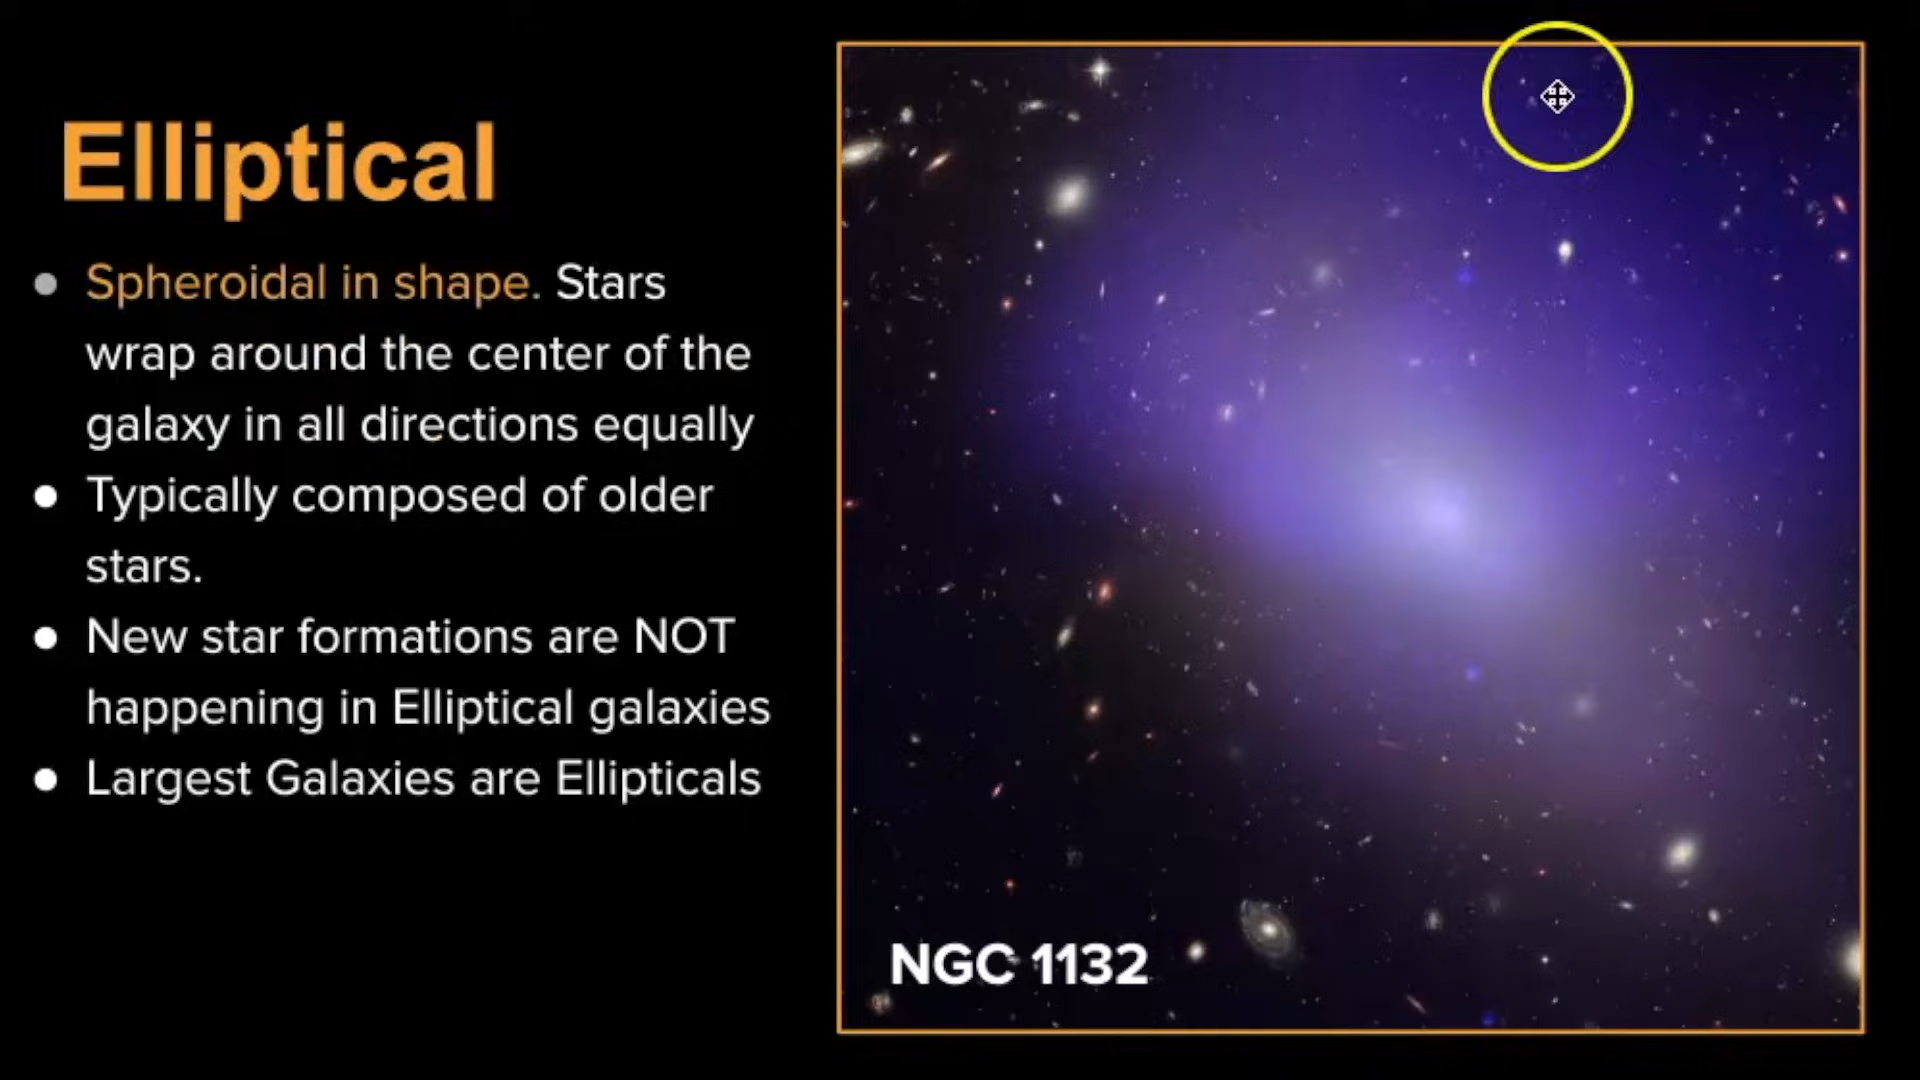 Elliptical
Spheroidal in shape. Stars
wrap around the center of the
galaxy in all directions equally
Typically composed of older
stars.
New star formations are NOT
happening in Elliptical galaxies
Largest Galaxies are Ellipticals
NGC 1132